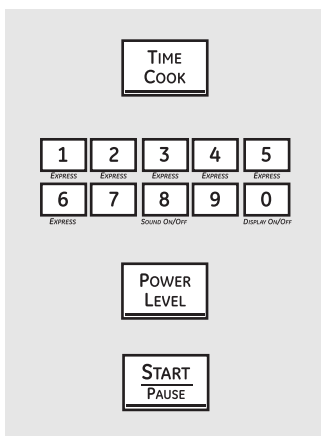 TIME
COOK
1 2 3 4 5
EXPRESS EXPRESS EXPRESS EXPRESS EXPRESS
6 7 8 9 0
EXPRESS SOUND ON/OFF DISPLAY ON/OFF
POWER
LEVEL
START
PAUSE